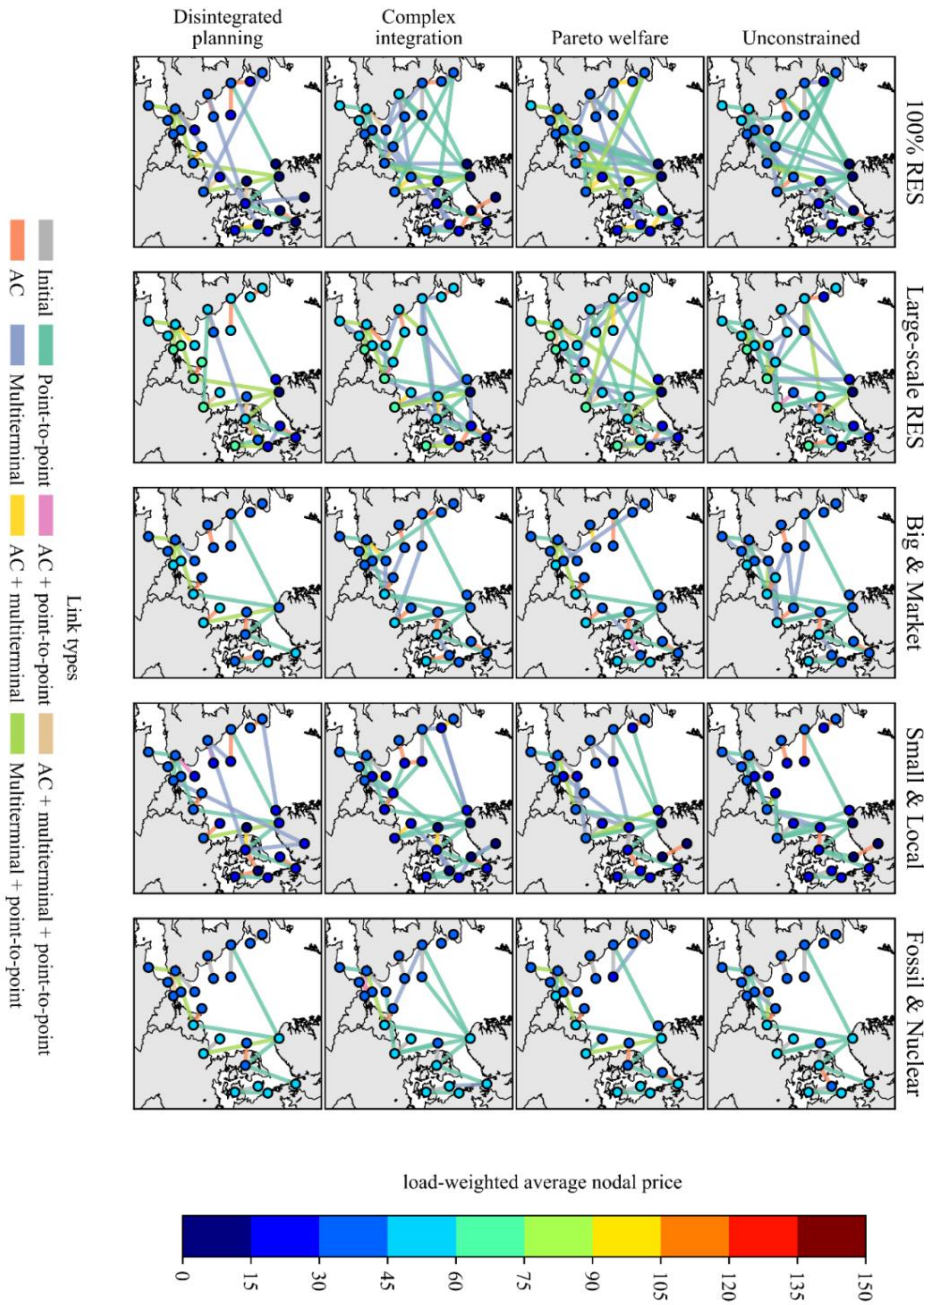 100% RES
Large-scale RES
Big & Market
Small & Local
Fossil & Nuclear
Unconstrained
Pareto welfare
Complex
integration
Disintegrated
planning
load-weighted average nodal price
0
15
30
45
60
75
90
105
120
135
150
Link types
Initial
Point-to-point
AC + point-to-point
AC + multiterminal + point-to-point
AC
Multiterminal
AC + multiterminal
Multiterminal + point-to-point